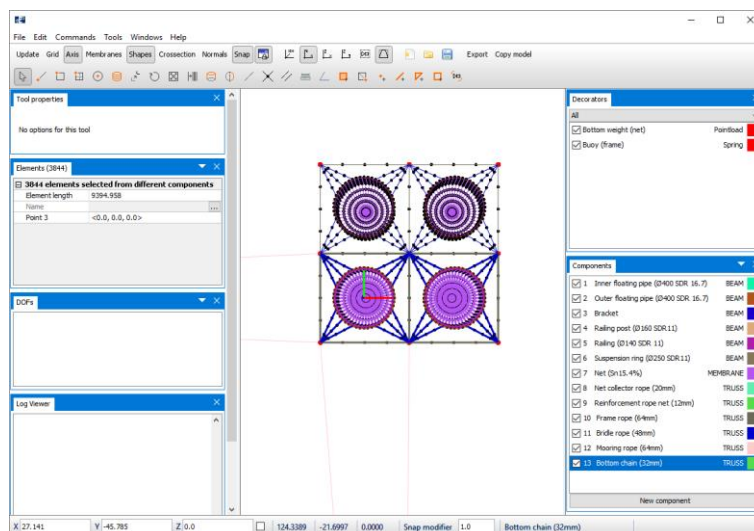 File Edit Commands Tools Windows Help
Update Grid Axis Membranes Shapes Crossection Normals Snap Export Copy model
Tool properties
No options for this tool
Elements (3844)
3844 elements selected from different components
Element length 9394.958
Name ...
Point 3 <0.0, 0.0, 0.0>
DOFs
Log Viewer
Decorators
All
Bottom weight (net) Pointload
Buoy (frame) Spring
Components
1 Inner floating pipe (Ø400 SDR 16.7) BEAM
2 Outer floating pipe (Ø400 SDR 16.7) BEAM
3 Bracket BEAM
4 Railing post (Ø160 SDR11) BEAM
5 Railing (Ø140 SDR 11) BEAM
6 Suspension ring (Ø250 SDR11) BEAM
7 Net (Sn15.4%) MEMBRANE
8 Net collector rope (20mm) TRUSS
9 Reinforcement rope net (12mm) TRUSS
10 Frame rope (64mm) TRUSS
11 Bridle rope (48mm) TRUSS
12 Mooring rope (64mm) TRUSS
13 Bottom chain (32mm) TRUSS
New component
X 27.141 Y -45.785 Z 0.0 124.3389 -21.6997 0.0000 Snap modifier 1.0 Bottom chain (32mm)